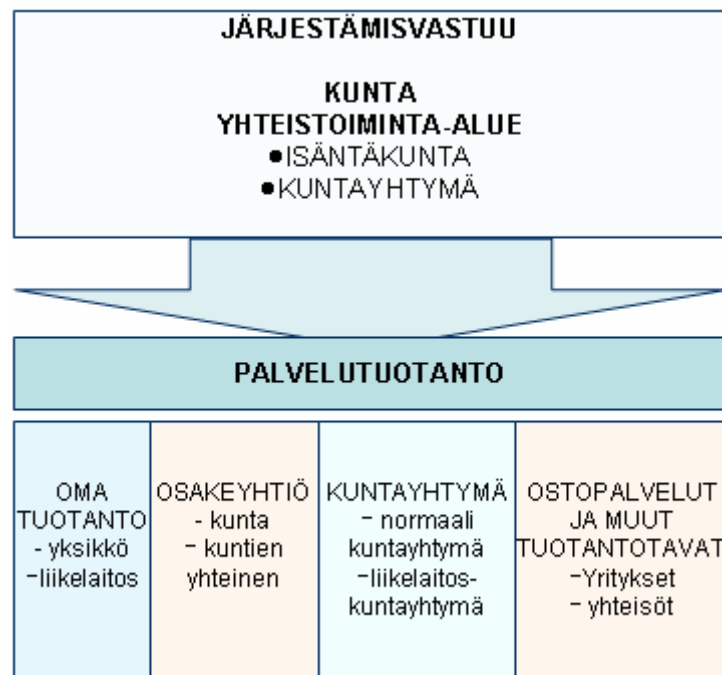 JÄRJESTÄMISVASTUU
KUNTA
YHTEISTOIMINTA-ALUE
●ISÄNTÄKUNTA
●KUNTAYHTYMÄ
PALVELUTUOTANTO
OMA
TUOTANTO
- yksikkö
–liikelaitos
OSAKEYHTIÖ
- kunta
– kuntien
yhteinen
KUNTAYHTYMÄ
– normaali
kuntayhtymä
–liikelaitos-
kuntayhtymä
OSTOPALVELUT
JA MUUT
TUOTANTOTAVAT
–Yritykset
– yhteisöt